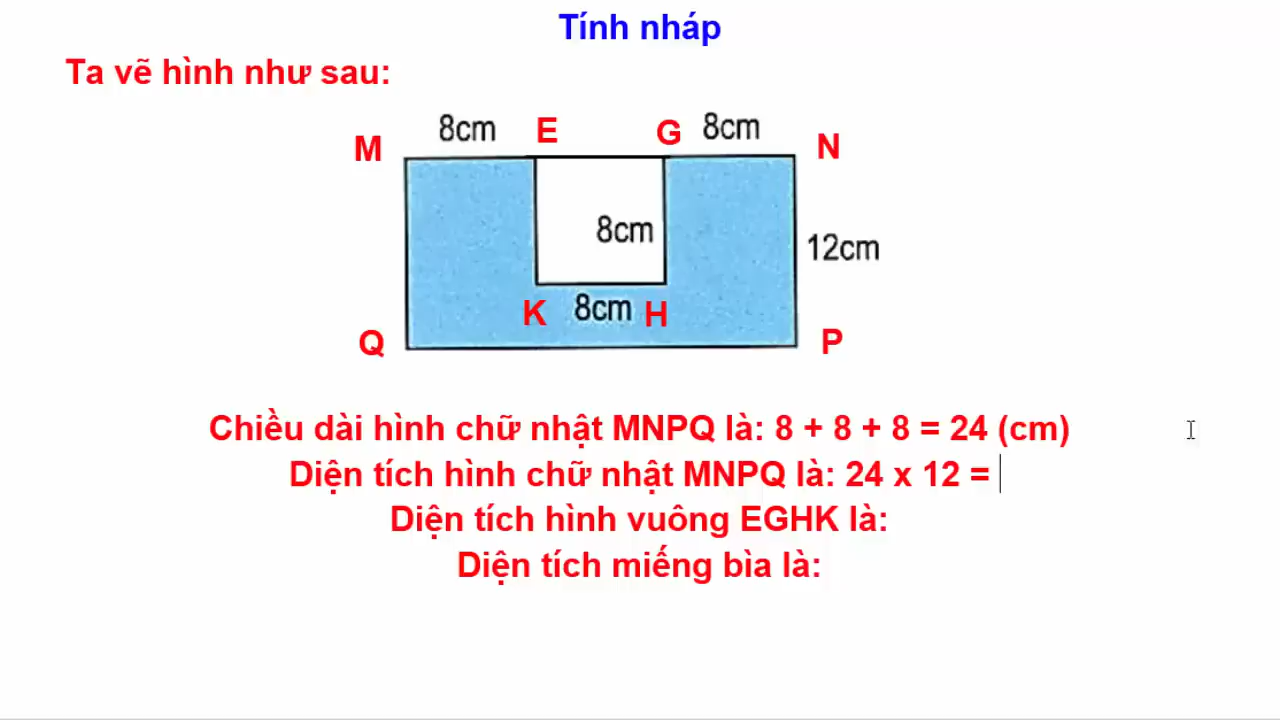 Tính nháp
Ta vẽ hình như sau:
8cm E G 8cm
M N
8cm
12cm
K 8cm H
Q P
Chiều dài hình chữ nhật MNPQ là: 8 + 8 + 8 = 24 (cm)
Diện tích hình chữ nhật MNPQ là: 24 x 12 =
Diện tích hình vuông EGHK là:
Diện tích miếng bìa là: